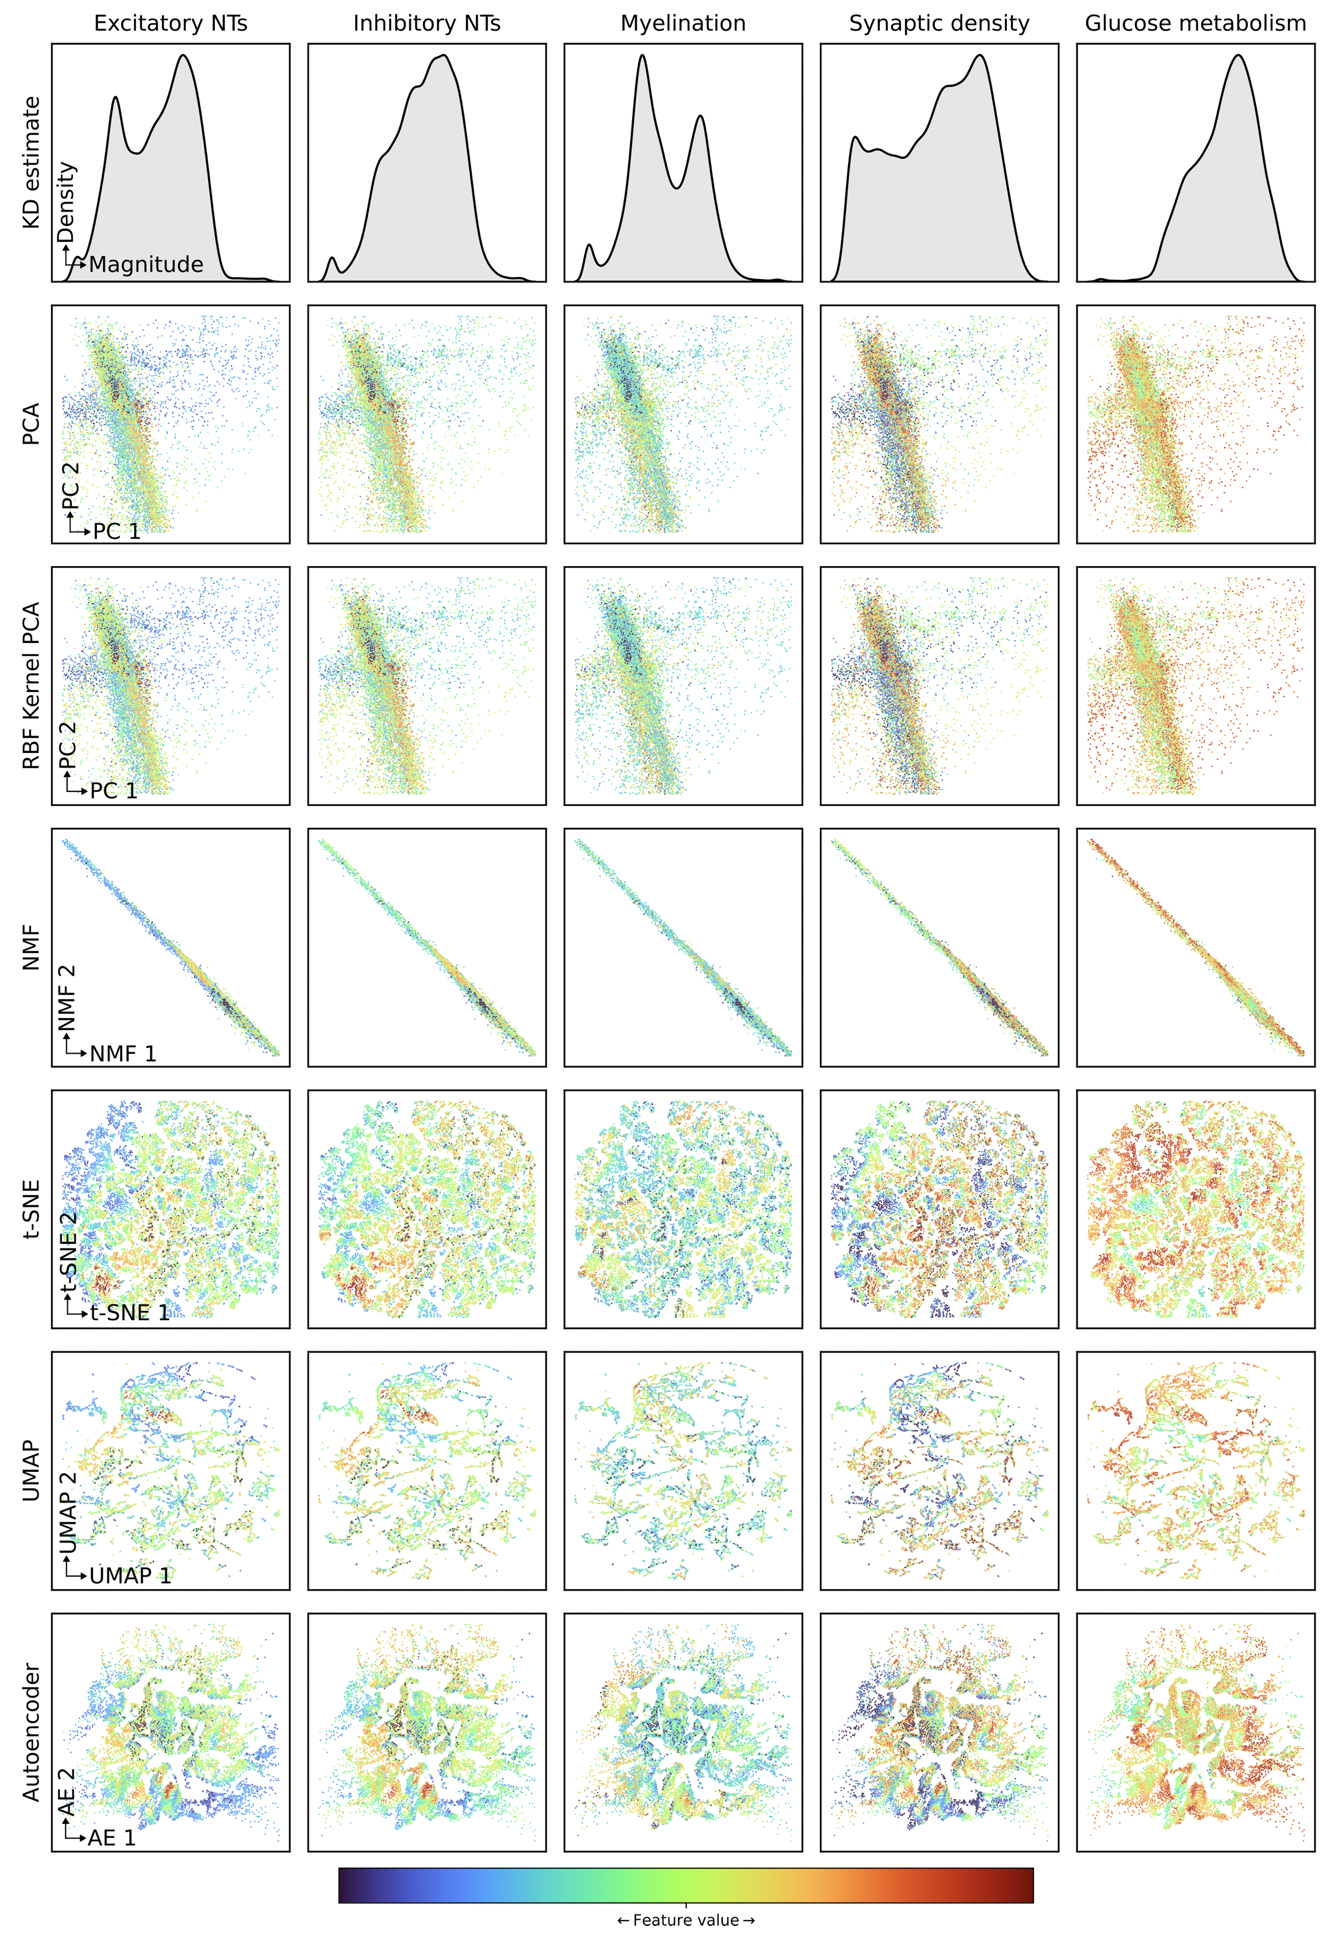 Excitatory NTs
Inhibitory NTs
Myelination
Synaptic density
Glucose metabolism
KD estimate
Density
Magnitude
PCA
PC 2
PC 1
RBF Kernel PCA
PC 2
PC 1
NMF
NMF 2
NMF 1
t-SNE
t-SNE 2
t-SNE 1
UMAP
UMAP 2
UMAP 1
Autoencoder
AE 2
AE 1
←Feature value→